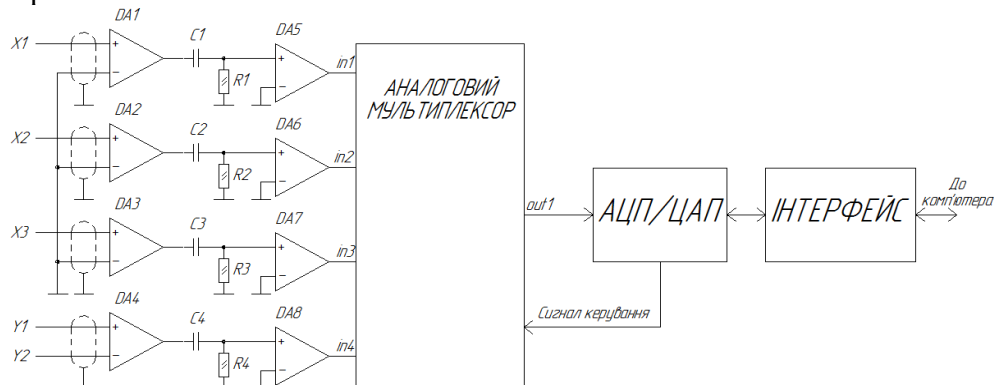 DA1
C1
DA5
X1
in1
R1
АНАЛОГОВИЙ
МУЛЬТИПЛЕКСОР
DA2
C2
DA6
X2
in2
R2
DA3
C3
DA7
X3
in3
R3
out1
АЦП/ЦАП
ІНТЕРФЕЙС
До
комп'ютера
DA4
C4
DA8
Y1
Y2
in4
R4
Сигнал керування